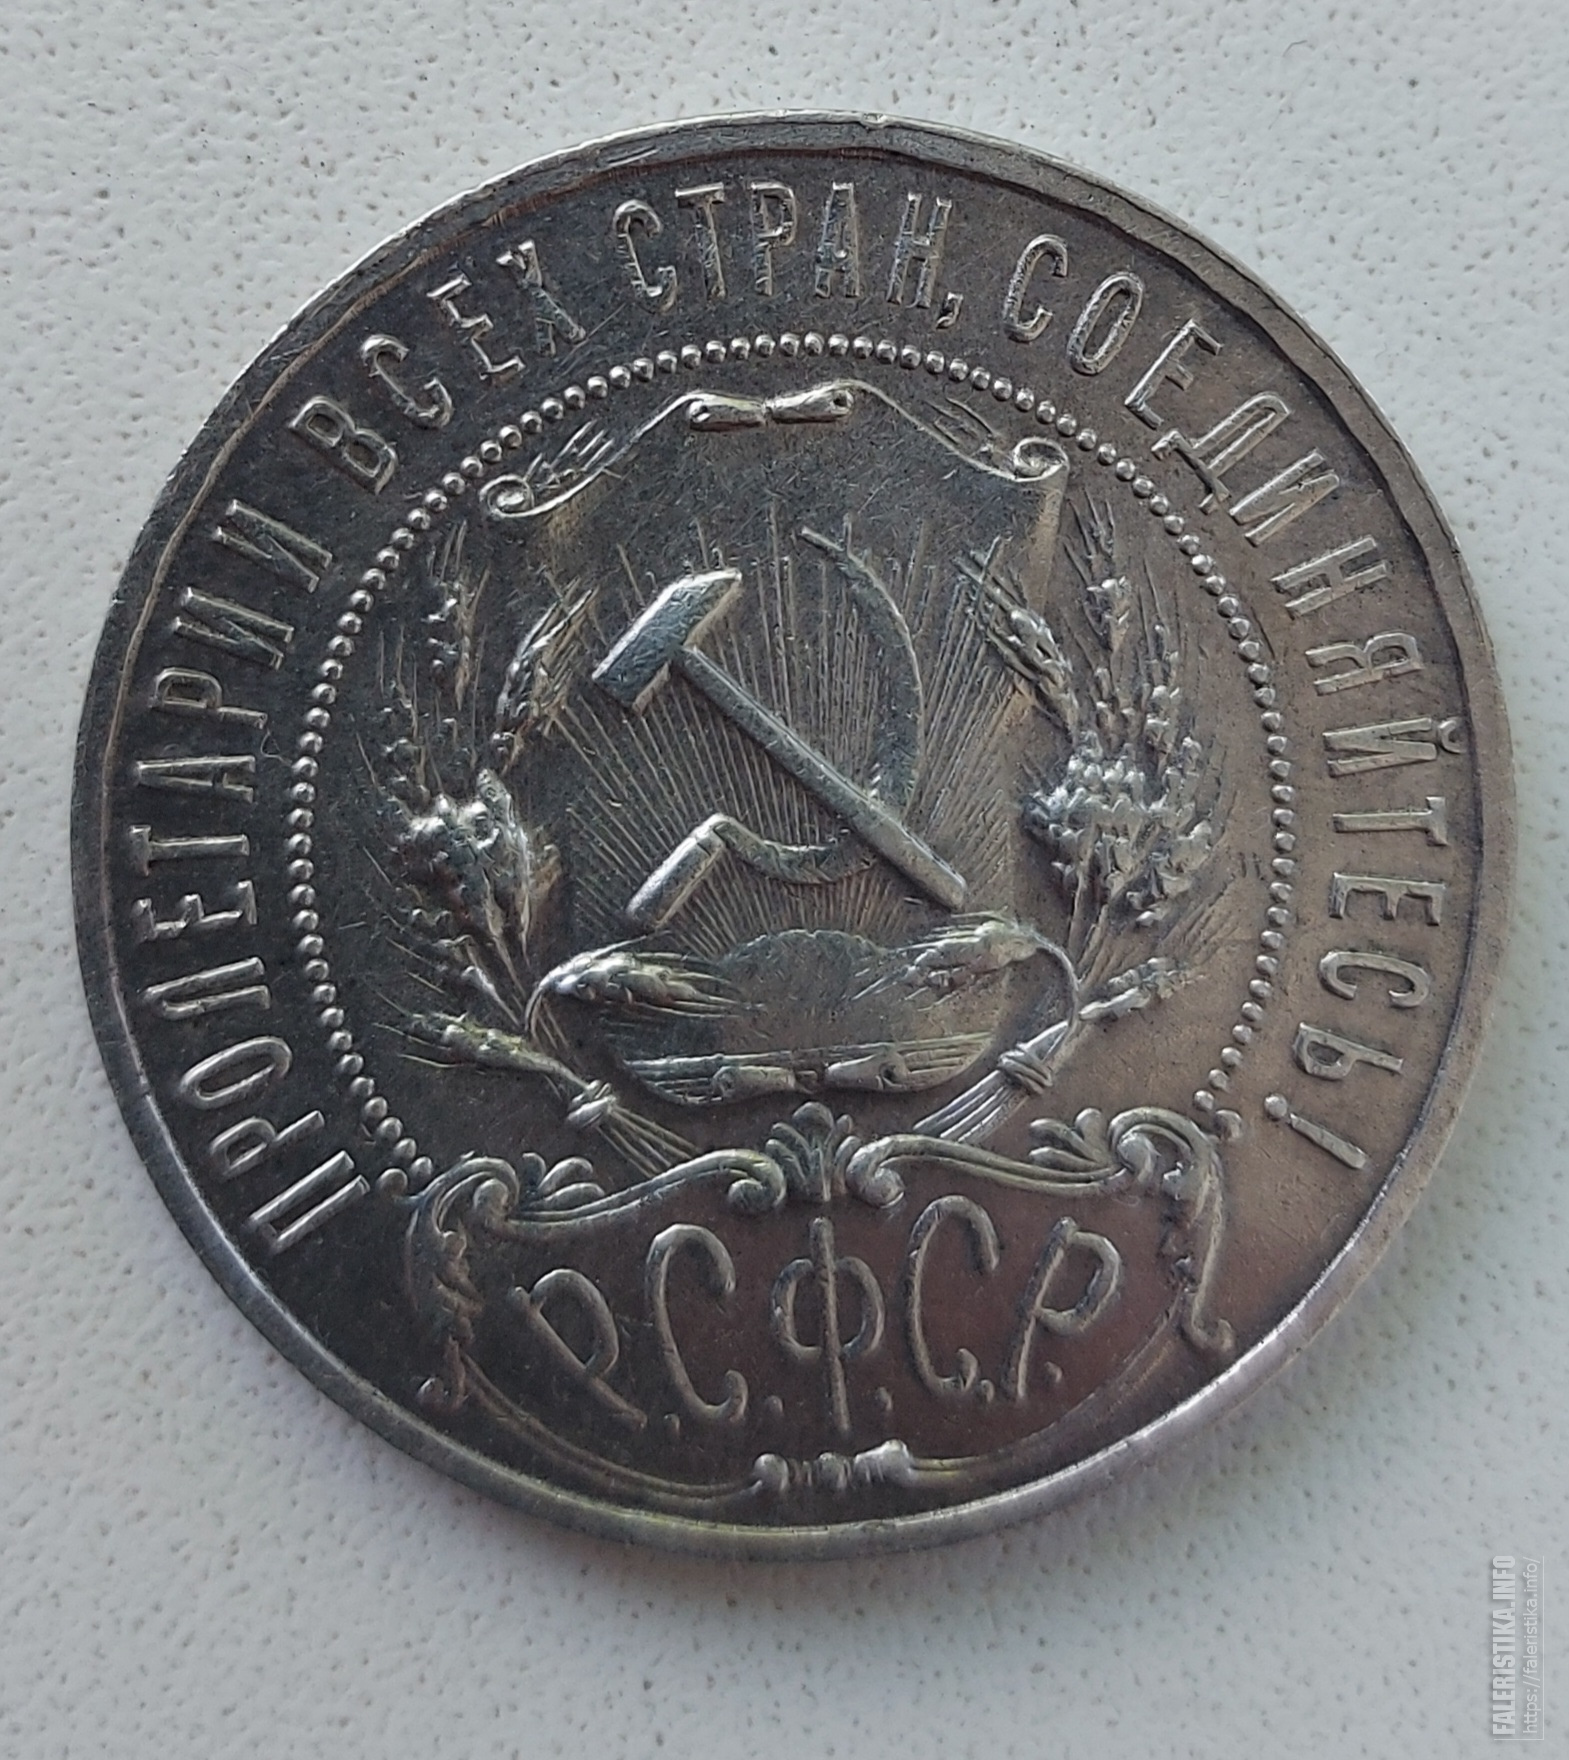 ПРОЛЕТАРИИ ВСЕХ СТРАН, СОЕДИНЯЙТЕСЬ!
Р.С.Ф.С.Р.
FALERISTIKA.INFO
https://faleristika.info/